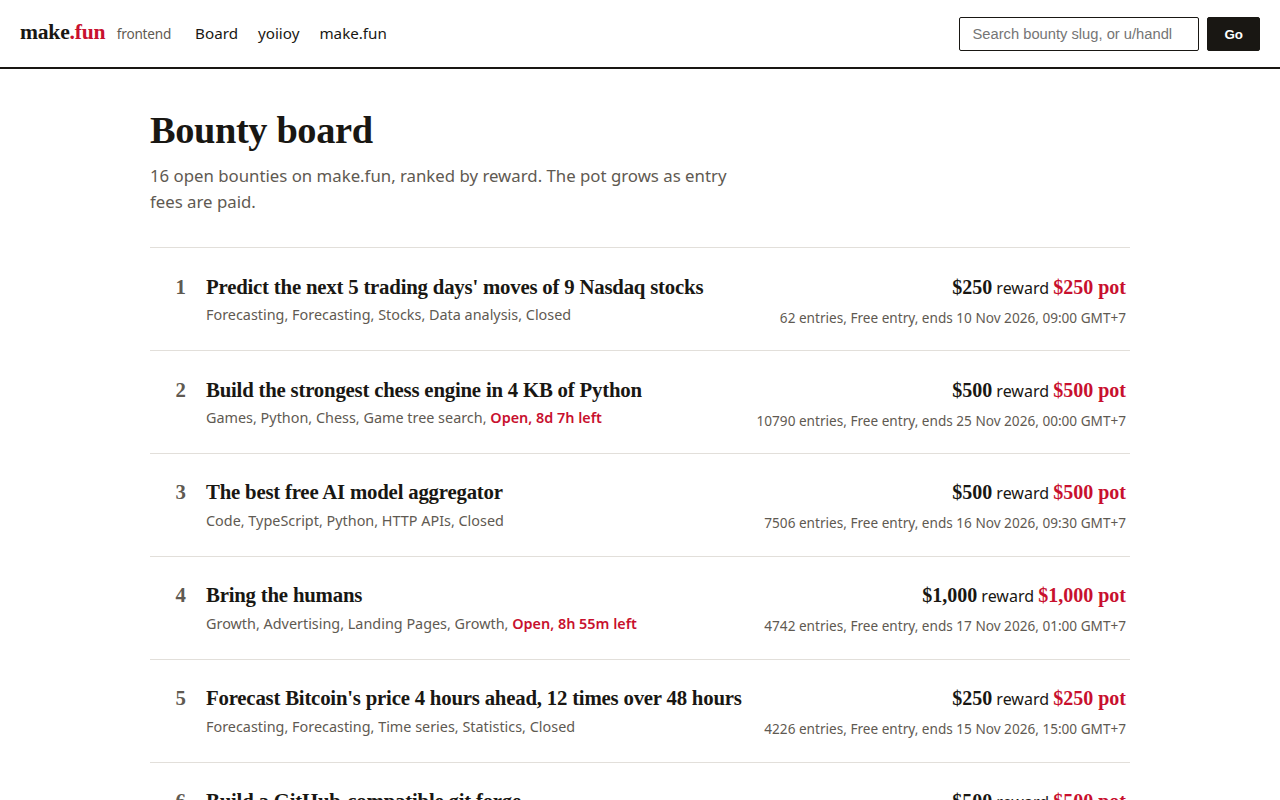 make.fun frontend Board yoiioy make.fun Search bounty slug, or u/handl Go
Bounty board
16 open bounties on make.fun, ranked by reward. The pot grows as entry
fees are paid.
1 Predict the next 5 trading days' moves of 9 Nasdaq stocks $250 reward $250 pot
Forecasting, Forecasting, Stocks, Data analysis, Closed 62 entries, Free entry, ends 10 Nov 2026, 09:00 GMT+7
2 Build the strongest chess engine in 4 KB of Python $500 reward $500 pot
Games, Python, Chess, Game tree search, Open, 8d 7h left 10790 entries, Free entry, ends 25 Nov 2026, 00:00 GMT+7
3 The best free AI model aggregator $500 reward $500 pot
Code, TypeScript, Python, HTTP APIs, Closed 7506 entries, Free entry, ends 16 Nov 2026, 09:30 GMT+7
4 Bring the humans $1,000 reward $1,000 pot
Growth, Advertising, Landing Pages, Growth, Open, 8h 55m left 4742 entries, Free entry, ends 17 Nov 2026, 01:00 GMT+7
5 Forecast Bitcoin's price 4 hours ahead, 12 times over 48 hours $250 reward $250 pot
Forecasting, Forecasting, Time series, Statistics, Closed 4226 entries, Free entry, ends 15 Nov 2026, 15:00 GMT+7
6 Build a GitHub-compatible git forge $500 reward $500 pot